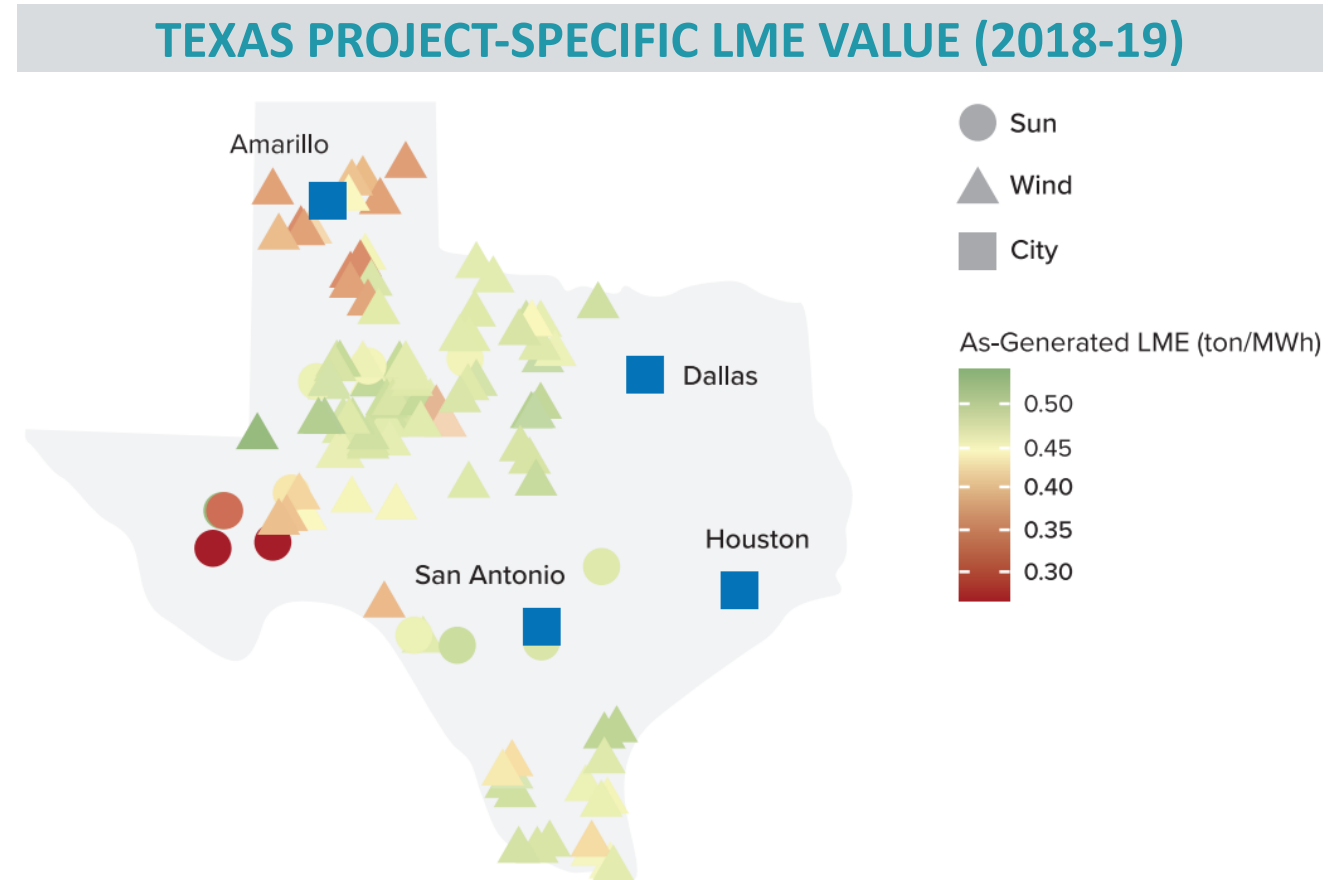 TEXAS PROJECT-SPECIFIC LME VALUE (2018-19)
Amarillo
Sun
Wind
City
As-Generated LME (ton/MWh)
0.50
0.45
0.40
0.35
0.30
Dallas
Houston
San Antonio